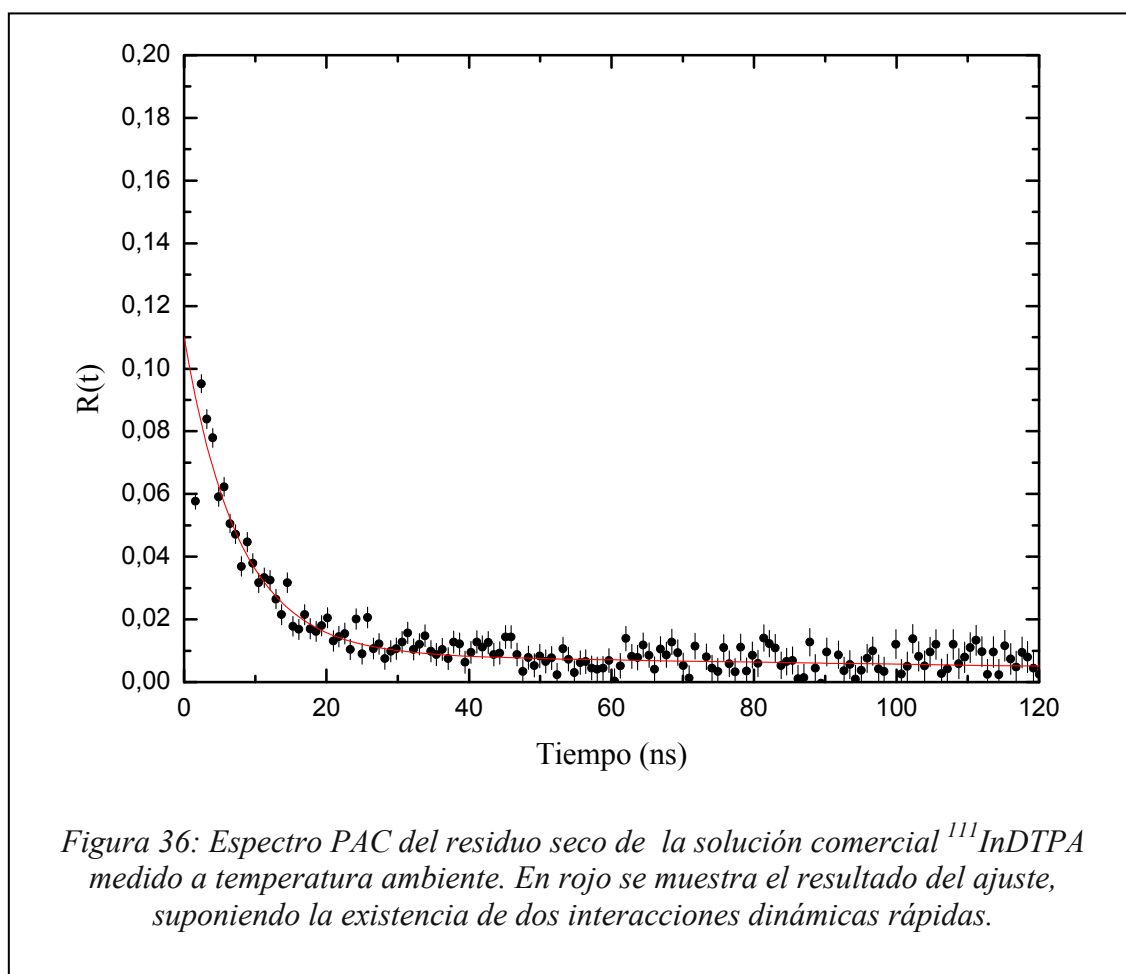 0,20
0,18
0,16
0,14
0,12
0,10
0,08
0,06
0,04
0,02
0,00
R(t)
0 20 40 60 80 100 120
Tiempo (ns)
Figura 36: Espectro PAC del residuo seco de la solución comercial ¹¹¹InDTPA
medido a temperatura ambiente. En rojo se muestra el resultado del ajuste,
suponiendo la existencia de dos interacciones dinámicas rápidas.